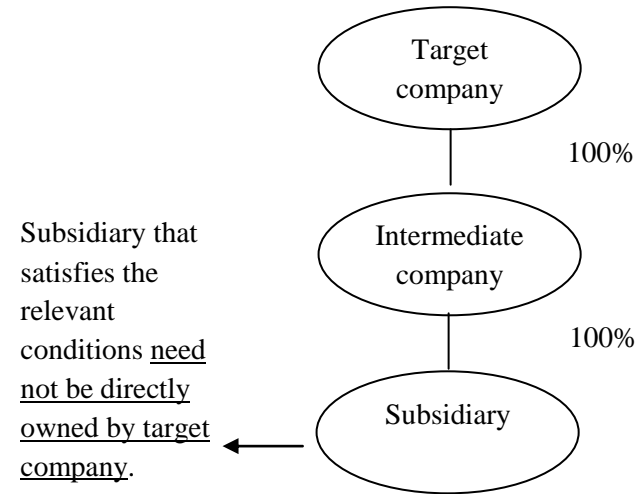 Target
company
100%
Intermediate
company
100%
Subsidiary
Subsidiary that
satisfies the
relevant
conditions need
not be directly
owned by target
company.